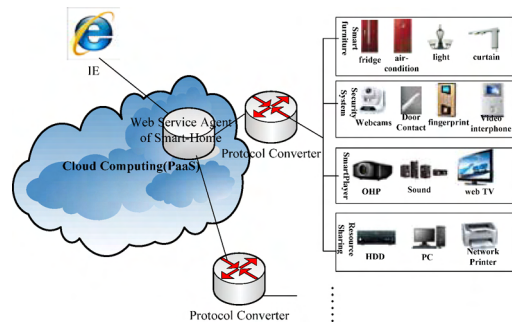 IE
Web Service Agent
of Smart-Home
Cloud Computing(PaaS)
Protocol Converter
Protocol Converter
Smart
furniture
fridge
air-
condition
light
curtain
Security
System
Webcams
Door
Contact
fingerprint
Video
interphone
SmartPlayer
OHP
Sound
web TV
Resource
Sharing
HDD
PC
Network
Printer